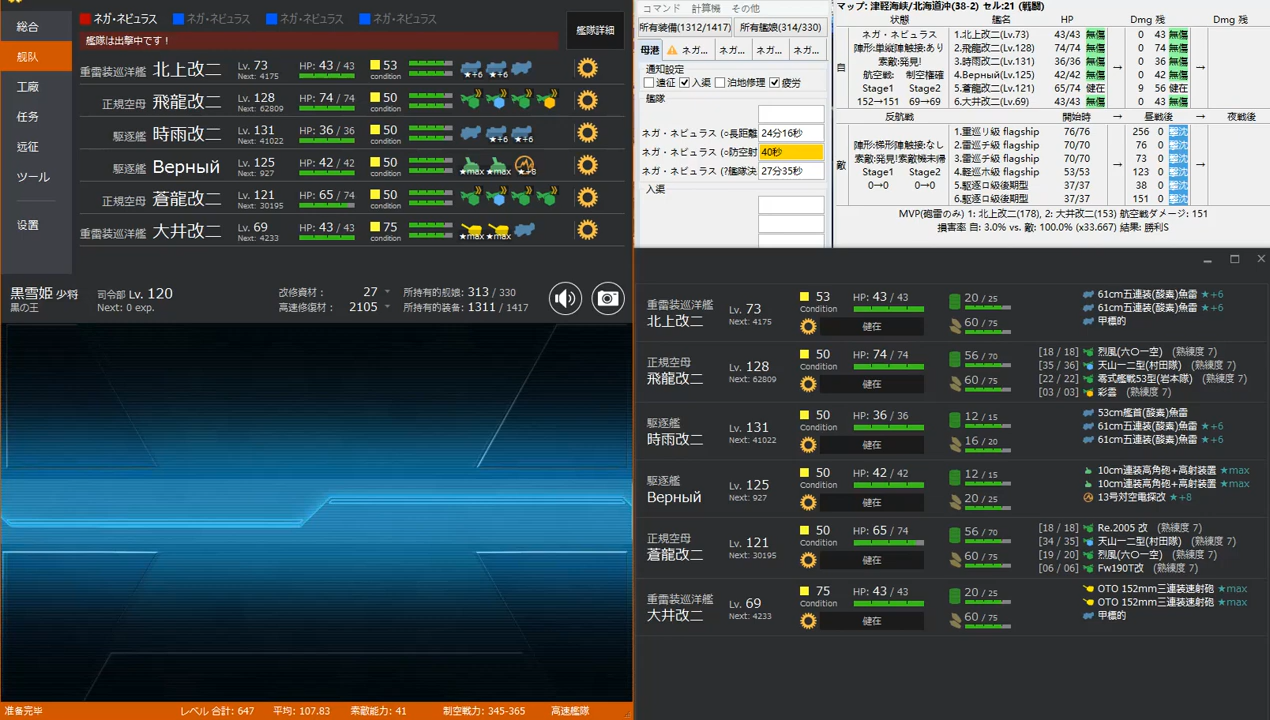 総合
舰队
工廠
任务
远征
ツール
设置
ネガ・ネビュラス ネガ・ネビュラス ネガ・ネビュラス ネガ・ネビュラス
艦隊は出撃中です！
艦隊詳細
重雷装巡洋艦 北上改二 Lv. 73 Next: 4175 HP: 43 / 43 53 condition ★+6 ★+6
正規空母 飛龍改二 Lv. 128 Next: 62809 HP: 74 / 74 50 condition
駆逐艦 時雨改二 Lv. 131 Next: 41022 HP: 36 / 36 50 condition ★+6 ★+6
駆逐艦 Верный Lv. 125 Next: 927 HP: 42 / 42 50 condition ★max ★max ★+8
正規空母 蒼龍改二 Lv. 121 Next: 30195 HP: 65 / 74 50 condition
重雷装巡洋艦 大井改二 Lv. 69 Next: 4233 HP: 43 / 43 75 condition ★max ★max
黒雪姫 少将
黒の王
司令部 Lv. 120
Next: 0 exp.
改修資材： 27
高速修復材： 2105
所持有的舰娘: 313 / 330
所持有的装备: 1311 / 1417
准备完毕 レベル 合計: 647 平均: 107.83 索敵能力: 41 制空戦力: 345-365 高速艦隊
コマンド 計算機 その他
所有装備(1312/1417) 所有艦娘(314/330)
母港 ネガ... ネガ... ネガ... ネガ...
通知設定
遠征 入渠 泊地修理 疲労
艦隊
ネガ・ネビュラス (○長距離 24分16秒
ネガ・ネビュラス (○防空射 40秒
ネガ・ネビュラス (?艦隊決 27分35秒
入渠
マップ: 津軽海峡/北海道沖(38-2) セル:21 (戦闘)
状態 艦名 HP Dmg 残 Dmg 残
自
ネガ・ネビュラス 1.北上改二(Lv.73) 43/43 無傷 0 43 無傷
陣形:単縦陣触接:あり 2.飛龍改二(Lv.128) 74/74 無傷 0 74 無傷
索敵:発見! 3.時雨改二(Lv.131) 36/36 無傷 → 0 36 無傷 →
航空戦: 制空権確 4.Верный(Lv.125) 42/42 無傷 0 42 無傷
Stage1 Stage2 5.蒼龍改二(Lv.121) 65/74 健在 9 56 健在
152→151 69→69 6.大井改二(Lv.69) 43/43 無傷 0 43 無傷
反航戦 開始時 → 昼戦後 → 夜戦後
敵
1.重巡リ級 flagship 76/76 256 0 撃沈
陣形:梯形陣触接:なし 2.雷巡チ級 flagship 70/70 76 0 撃沈
索敵:発見!索敵機未帰 3.雷巡チ級 flagship 70/70 → 73 0 撃沈 →
Stage1 Stage2 4.軽巡ホ級 flagship 53/53 123 0 撃沈
0→0 0→0 5.駆逐ロ級後期型 37/37 38 0 撃沈
6.駆逐ロ級後期型 37/37 151 0 撃沈
MVP(砲雷のみ) 1: 北上改二(178), 2: 大井改二(153) 航空戦ダメージ: 151
損害率 自: 3.0% vs. 敵: 100.0% (x33.667) 結果: 勝利S
重雷装巡洋艦 北上改二 Lv. 73 Next: 4175 53 Condition HP: 43 / 43 健在 20 / 25 60 / 75
61cm五連装(酸素)魚雷 ★+6
61cm五連装(酸素)魚雷 ★+6
甲標的
正規空母 飛龍改二 Lv. 128 Next: 62809 50 Condition HP: 74 / 74 健在 56 / 70 60 / 75
[18 / 18] 烈風(六〇一空) (熟練度 7)
[35 / 36] 天山一二型(村田隊) (熟練度 7)
[22 / 22] 零式艦戦53型(岩本隊) (熟練度 7)
[03 / 03] 彩雲 (熟練度 7)
駆逐艦 時雨改二 Lv. 131 Next: 41022 50 Condition HP: 36 / 36 健在 12 / 15 16 / 20
53cm艦首(酸素)魚雷
61cm五連装(酸素)魚雷 ★+6
61cm五連装(酸素)魚雷 ★+6
駆逐艦 Верный Lv. 125 Next: 927 50 Condition HP: 42 / 42 健在 12 / 15 20 / 25
10cm連装高角砲+高射装置 ★max
10cm連装高角砲+高射装置 ★max
13号対空電探改 ★+8
正規空母 蒼龍改二 Lv. 121 Next: 30195 50 Condition HP: 65 / 74 健在 56 / 70 60 / 75
[18 / 18] Re.2005 改 (熟練度 7)
[34 / 35] 天山一二型(村田隊) (熟練度 7)
[19 / 20] 烈風(六〇一空) (熟練度 7)
[06 / 06] Fw190T改 (熟練度 7)
重雷装巡洋艦 大井改二 Lv. 69 Next: 4233 75 Condition HP: 43 / 43 健在 20 / 25 60 / 75
OTO 152mm三連装速射砲 ★max
OTO 152mm三連装速射砲 ★max
甲標的